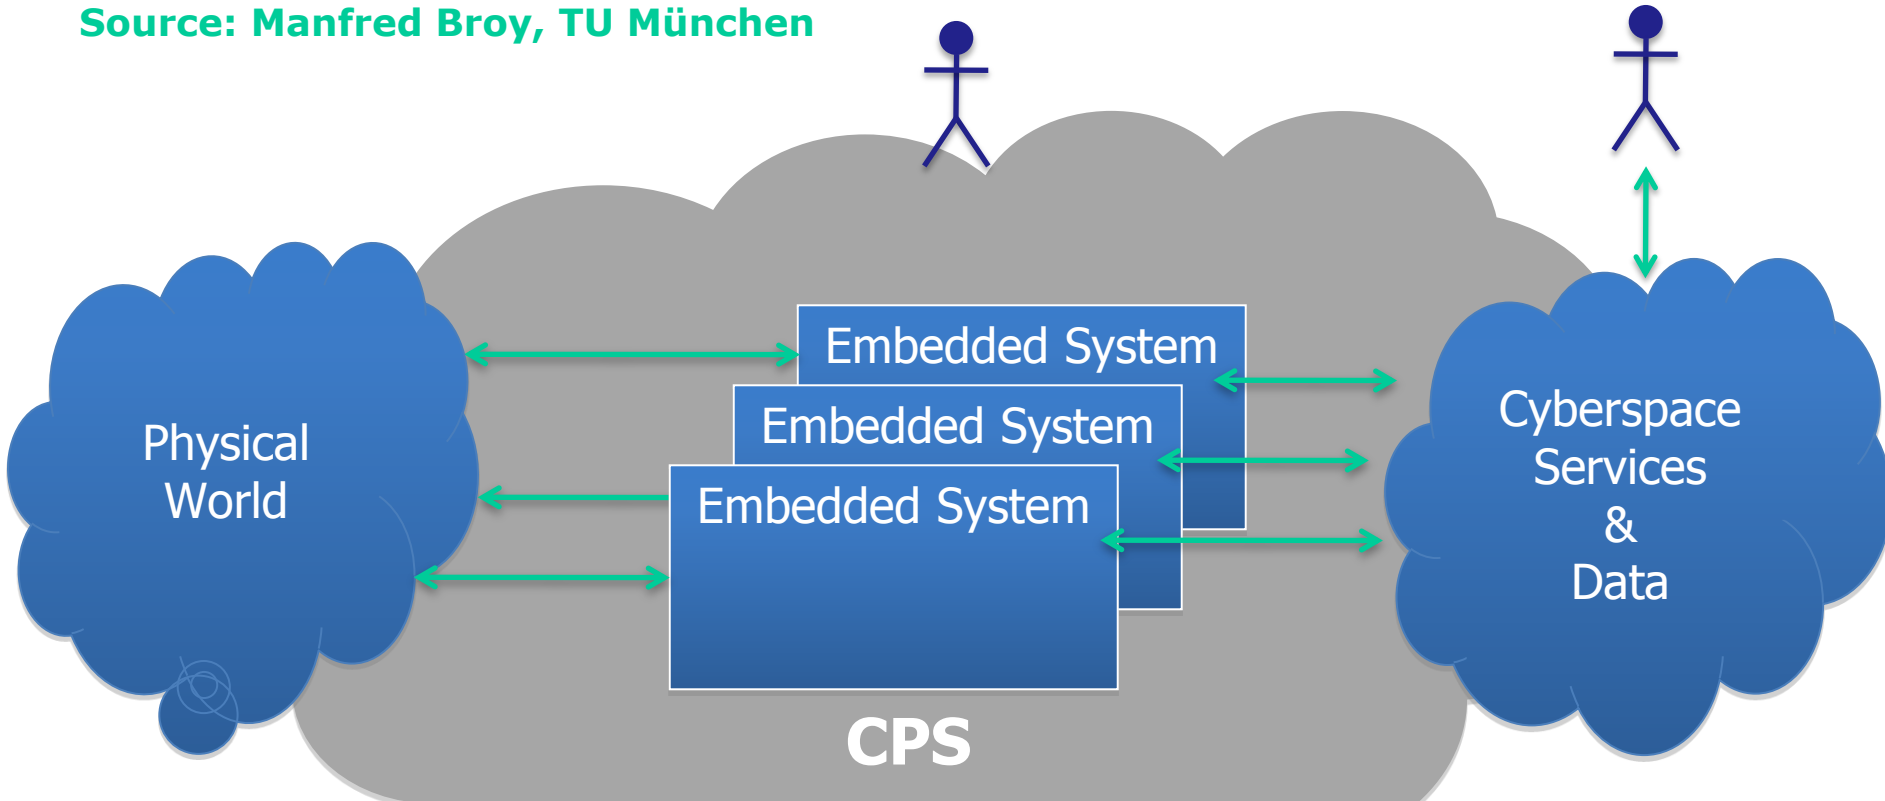 Source: Manfred Broy, TU München
Embedded System
Embedded System
Embedded System
Physical
World
Cyberspace
Services
&
Data
CPS